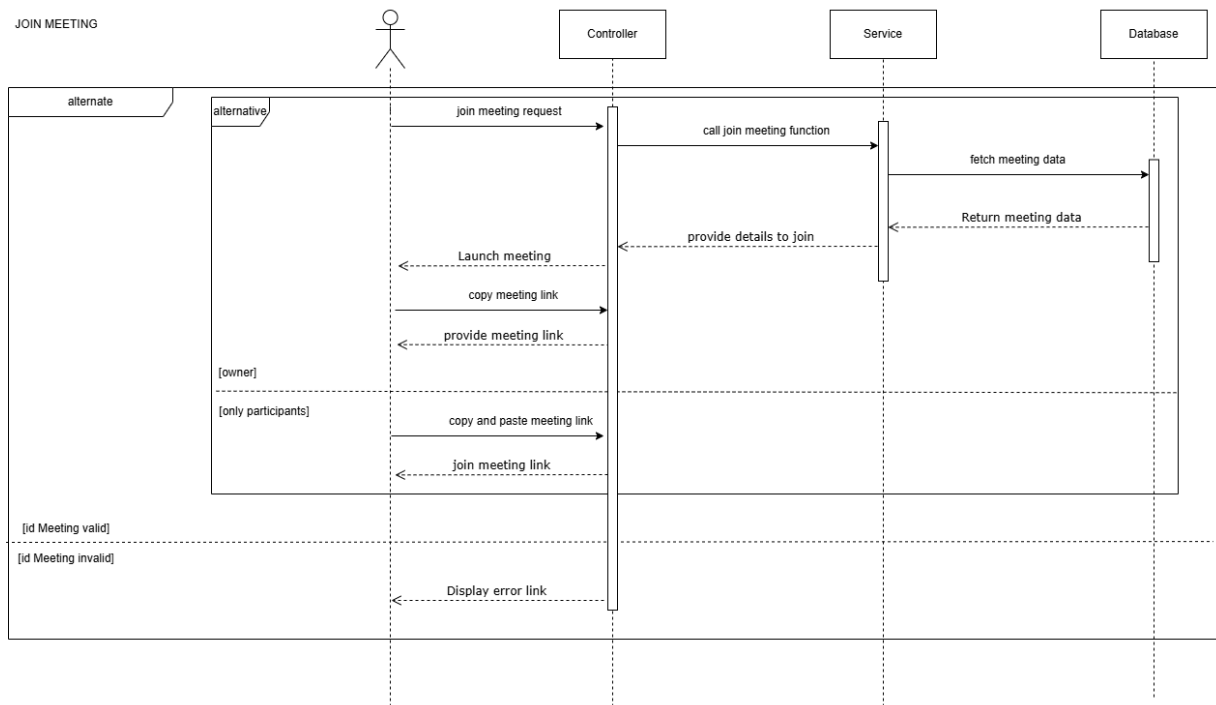 JOIN MEETING
Controller
Service
Database
alternate
alternative
join meeting request
call join meeting function
fetch meeting data
Return meeting data
provide details to join
Launch meeting
copy meeting link
provide meeting link
[owner]
[only participants]
copy and paste meeting link
join meeting link
[id Meeting valid]
[id Meeting invalid]
Display error link